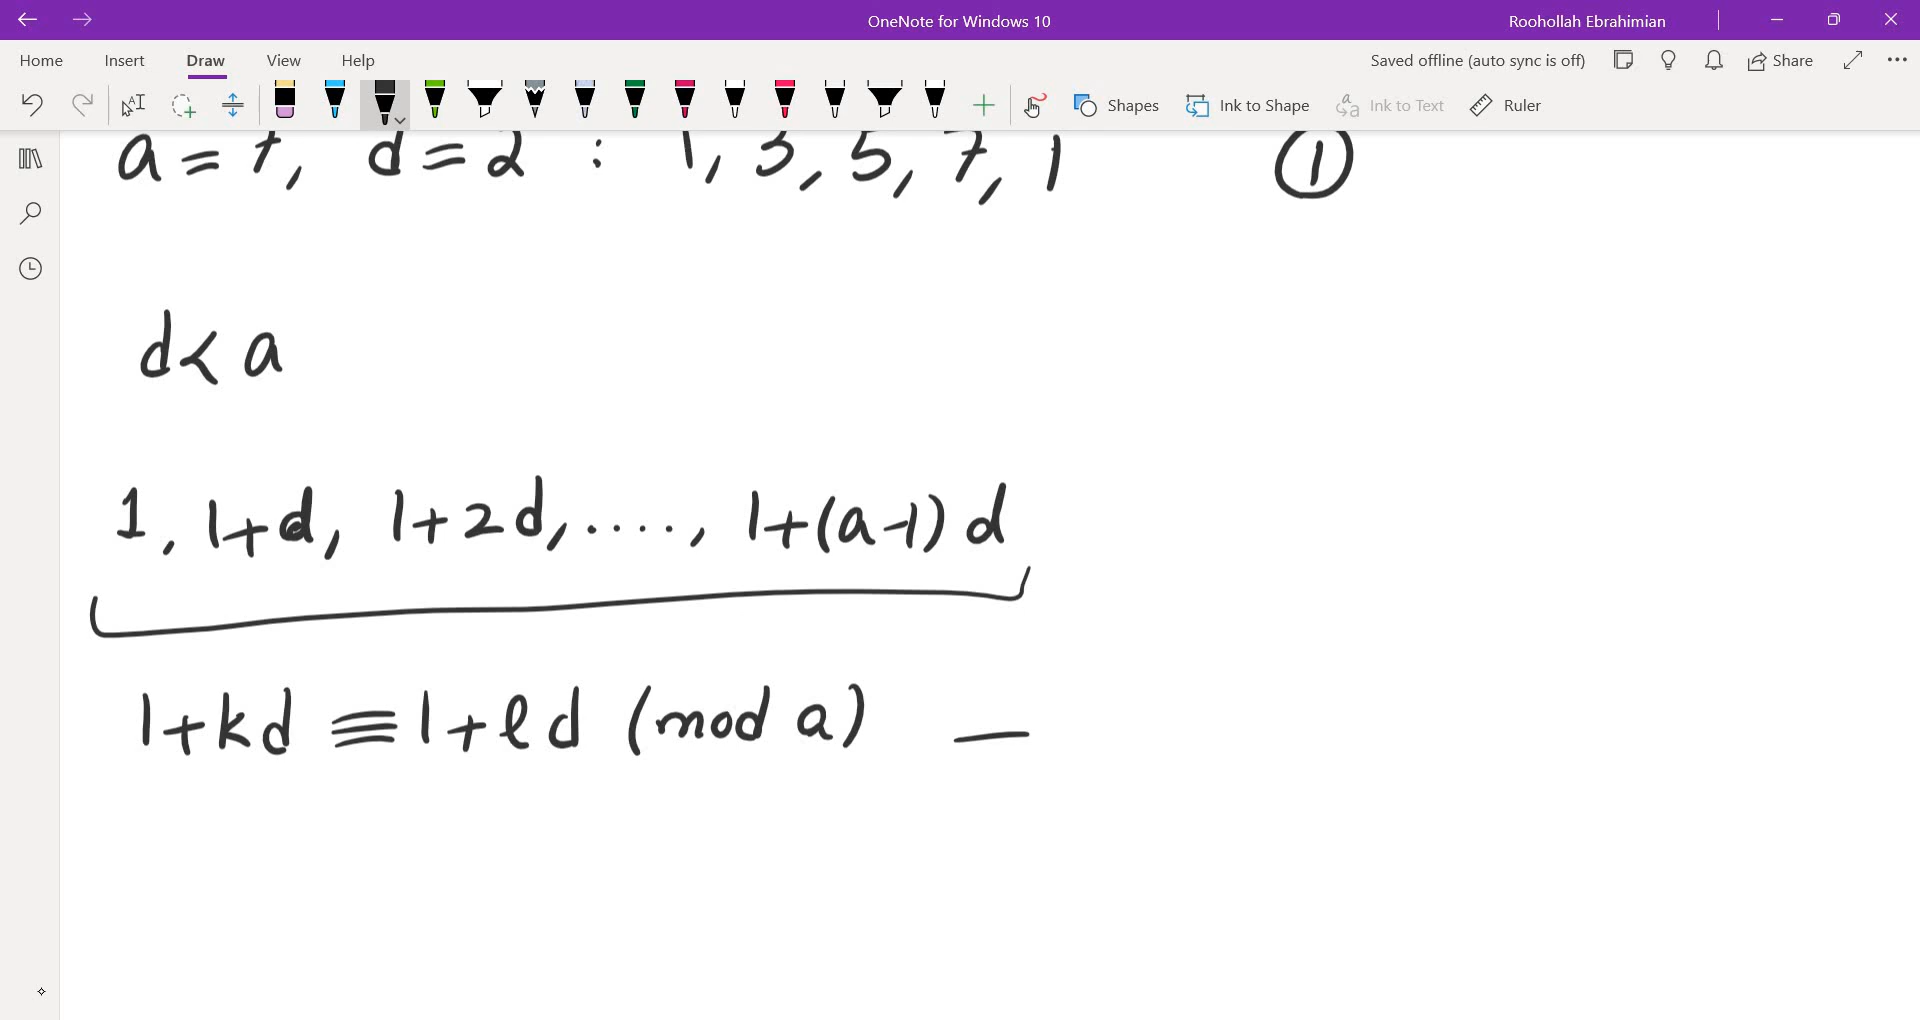 OneNote for Windows 10
Roohollah Ebrahimian
Home Insert Draw View Help
Saved offline (auto sync is off) Share
Shapes Ink to Shape Ink to Text Ruler
a = 7, d = 2 : 1, 3, 5, 7, 1 ①
d < a
1, 1+d, 1+2d, ...., 1+(a-1)d
1+kd ≡ 1+ℓd (mod a) —